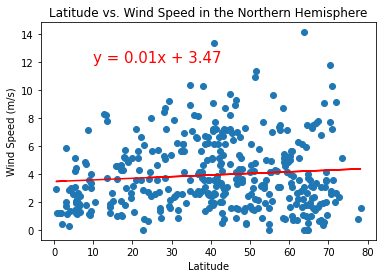 Latitude vs. Wind Speed in the Northern Hemisphere
14
12
10
8
6
4
2
0
Wind Speed (m/s)
y = 0.01x + 3.47
0 10 20 30 40 50 60 70 80
Latitude